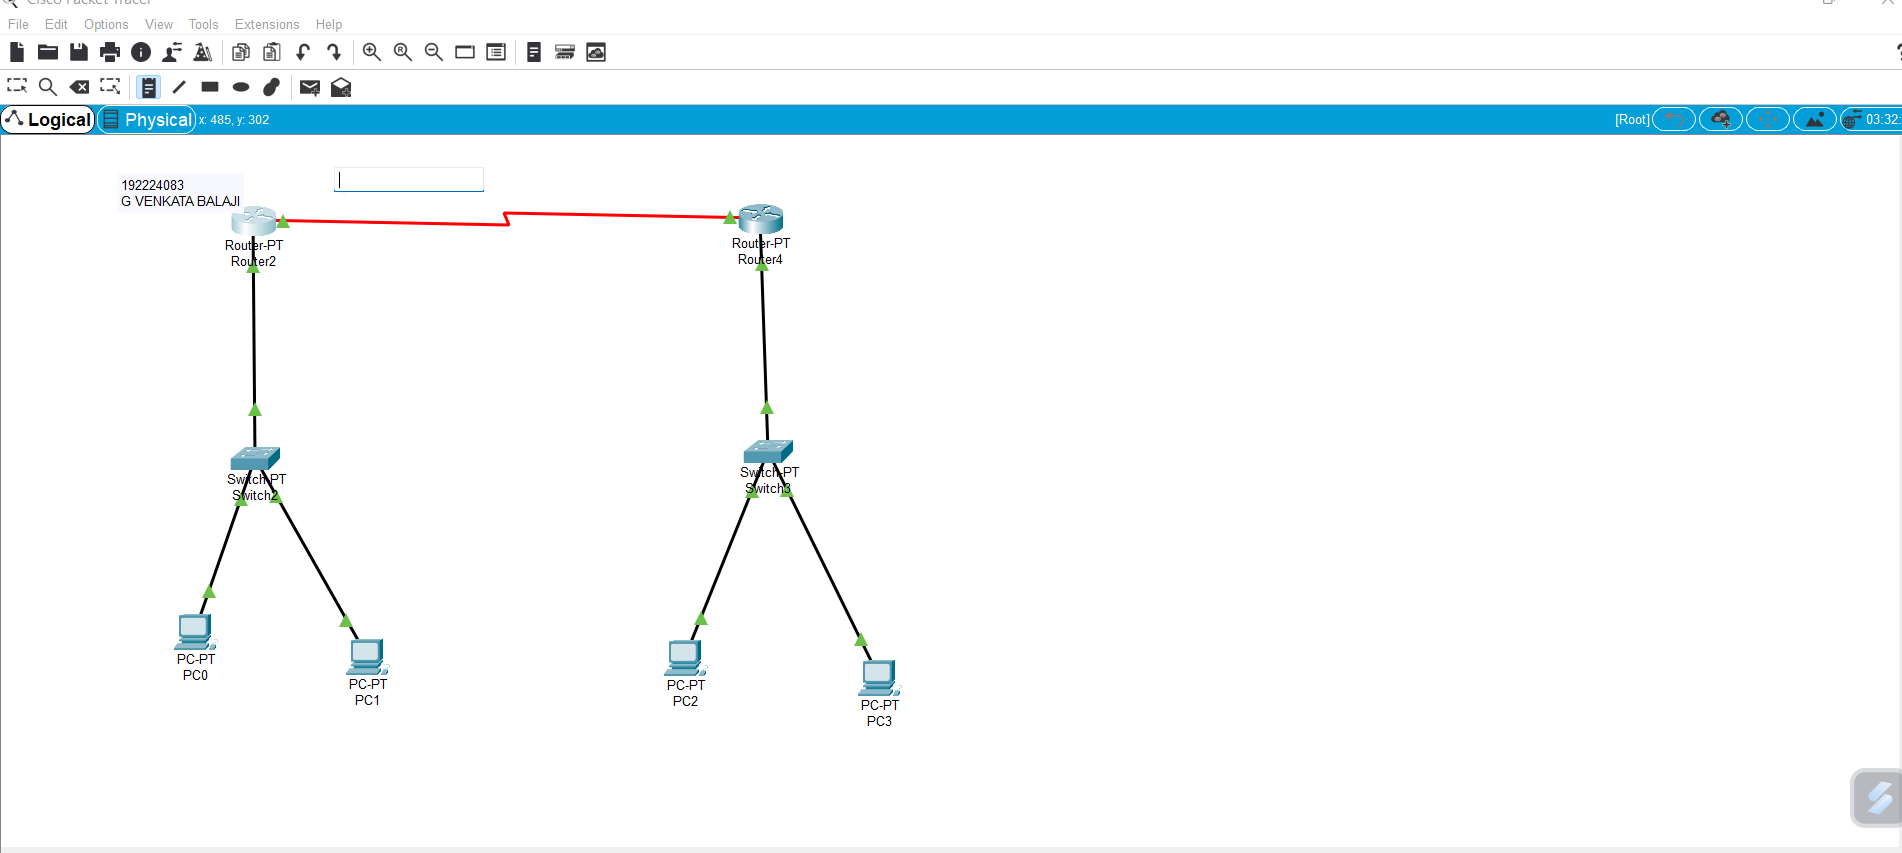 Cisco Packet Tracer
File Edit Options View Tools Extensions Help
Logical Physical x: 485, y: 302 [Root] 03:32:
192224083
G VENKATA BALAJI
Router-PT
Router2
Router-PT
Router4
Switch-PT
Switch2
Switch-PT
Switch3
PC-PT
PC0
PC-PT
PC1
PC-PT
PC2
PC-PT
PC3